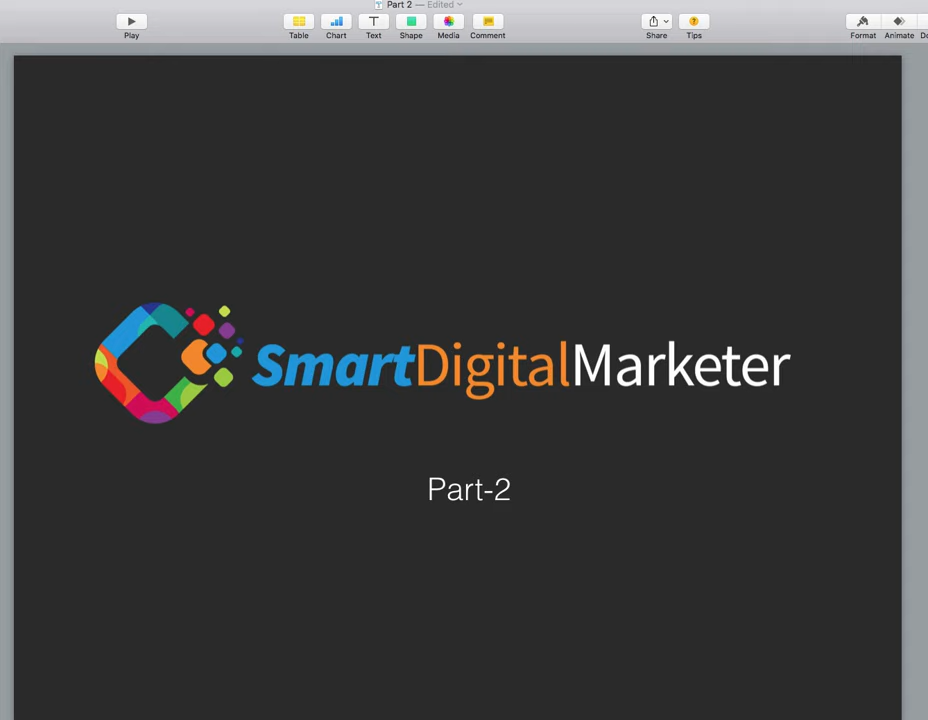 Part 2 — Edited
Play
Table
Chart
Text
Shape
Media
Comment
Share
Tips
Format
Animate
SmartDigitalMarketer
Part-2